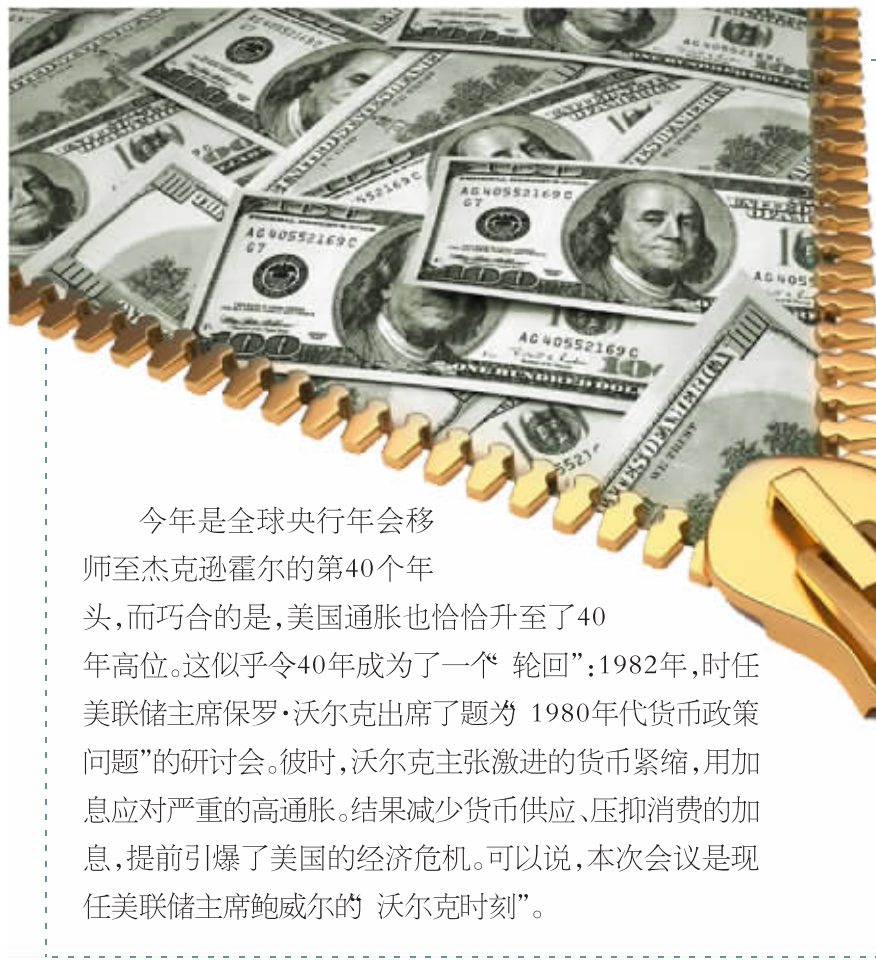 AG40552169C
G7
AG40552169C
G7
100
AG40552169C
100
WE TRUST
今年是全球央行年会移
师至杰克逊霍尔的第40个年
头，而巧合的是，美国通胀也恰恰升至了40
年高位。这似乎令40年成为了一个“轮回”：1982年，时任
美联储主席保罗·沃尔克出席了题为“1980年代货币政策
问题”的研讨会。彼时，沃尔克主张激进的货币紧缩，用加
息应对严重的高通胀。结果减少货币供应、压抑消费的加
息，提前引爆了美国的经济危机。可以说，本次会议是现
任美联储主席鲍威尔的“沃尔克时刻”。